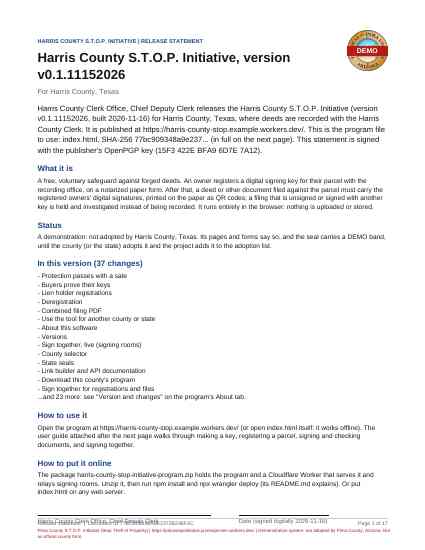 HARRIS COUNTY S.T.O.P. INITIATIVE | RELEASE STATEMENT
DEMO
Harris County S.T.O.P. Initiative, version
v0.1.11152026
For Harris County, Texas
Harris County Clerk Office, Chief Deputy Clerk releases the Harris County S.T.O.P. Initiative (version
v0.1.11152026, built 2026-11-16) for Harris County, Texas, where deeds are recorded with the Harris
County Clerk. It is published at https://harris-county-stop.example.workers.dev/. This is the program file
to use: index.html, SHA-256 77bc909348a9e237... (in full on the next page). This statement is signed
with the publisher's OpenPGP key (15F3 422E BFA9 6D7E 7A12).
What it is
A free, voluntary safeguard against forged deeds. An owner registers a digital signing key for their parcel with the
recording office, on a notarized paper form. After that, a deed or other document filed against the parcel must carry the
registered owners' digital signatures, printed on the paper as QR codes; a filing that is unsigned or signed with another
key is held and investigated instead of being recorded. It runs entirely in the browser: nothing is uploaded or stored.
Status
A demonstration: not adopted by Harris County, Texas. Its pages and forms say so, and the seal carries a DEMO band,
until the county (or the state) adopts it and the project adds it to the adoption list.
In this version (37 changes)
- Protection passes with a sale
- Buyers prove their keys
- Lien holder registrations
- Deregistration
- Combined filing PDF
- Use the tool for another county or state
- About this software
- Versions
- Sign together, live (signing rooms)
- County selector
- State seals
- Link builder and API documentation
- Download this county's program
- Sign together for registrations and files
...and 23 more: see "Version and changes" on the program's About tab.
How to use it
Open the program at https://harris-county-stop.example.workers.dev/ (or open index.html itself: it works offline). The
user guide attached after the next page walks through making a key, registering a parcel, signing and checking
documents, and signing together.
How to put it online
The package harris-county-stop-initiative-program.zip holds the program and a Cloudflare Worker that serves it and
relays signing rooms. Unzip it, then run npm install and npx wrangler deploy (its README.md explains). Or put
index.html on any web server.
Harris County Clerk Office, Chief Deputy Clerk
Date (signed digitally 2026-11-16)
Page 1 of 17